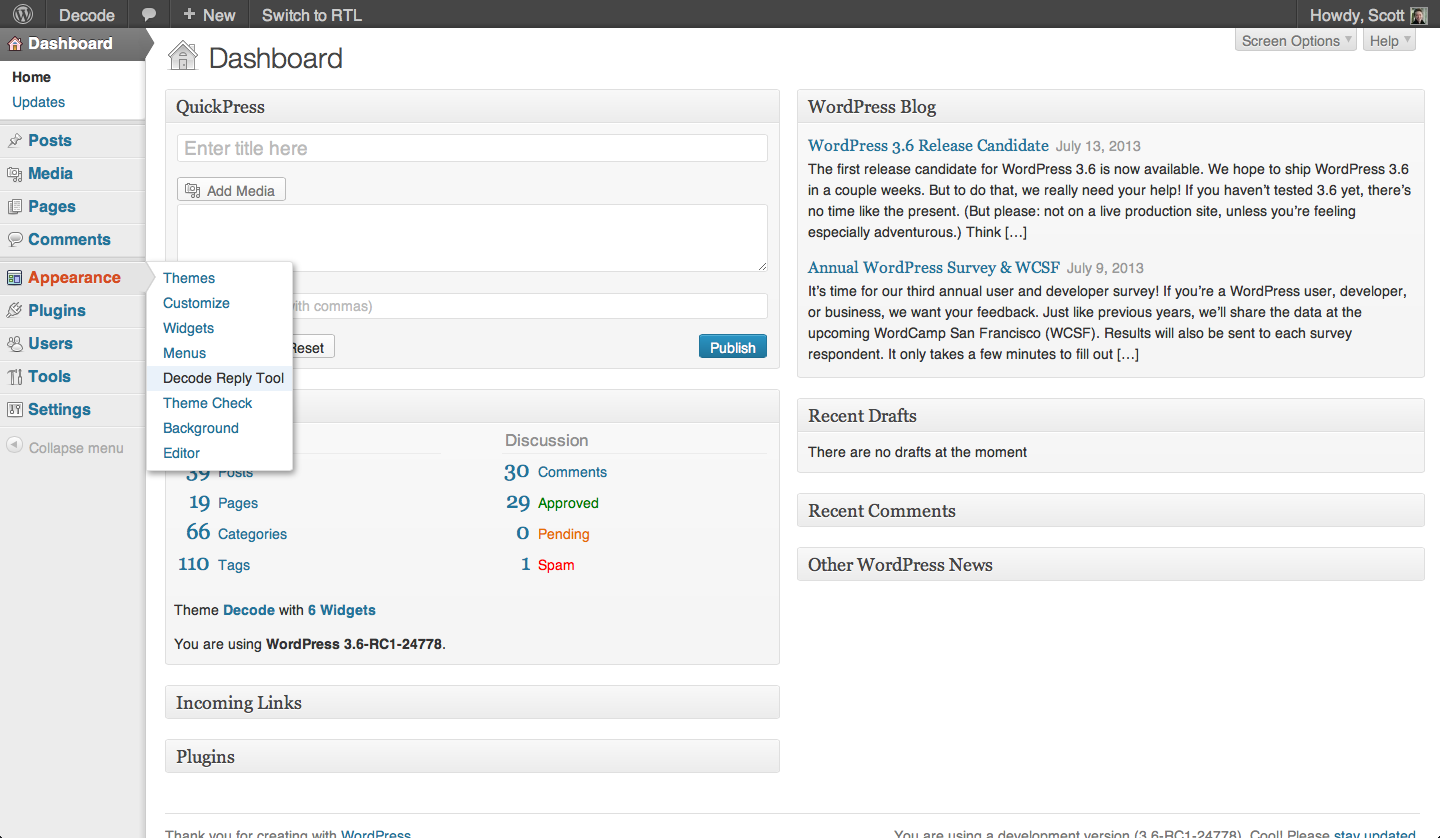 Decode
New
Switch to RTL
Howdy, Scott
Dashboard
Home
Updates
Posts
Media
Pages
Comments
Appearance
Plugins
Users
Tools
Settings
Collapse menu
Themes
Customize
Widgets
Menus
Decode Reply Tool
Theme Check
Background
Editor
Screen Options
Help
Dashboard
QuickPress
Enter title here
Add Media
with commas)
Reset
Publish
Discussion
39 Posts
30 Comments
19 Pages
29 Approved
66 Categories
0 Pending
110 Tags
1 Spam
Theme Decode with 6 Widgets
You are using WordPress 3.6-RC1-24778.
Incoming Links
Plugins
WordPress Blog
WordPress 3.6 Release Candidate July 13, 2013
The first release candidate for WordPress 3.6 is now available. We hope to ship WordPress 3.6
in a couple weeks. But to do that, we really need your help! If you haven’t tested 3.6 yet, there’s
no time like the present. (But please: not on a live production site, unless you’re feeling
especially adventurous.) Think […]
Annual WordPress Survey & WCSF July 9, 2013
It’s time for our third annual user and developer survey! If you’re a WordPress user, developer,
or business, we want your feedback. Just like previous years, we’ll share the data at the
upcoming WordCamp San Francisco (WCSF). Results will also be sent to each survey
respondent. It only takes a few minutes to fill out […]
Recent Drafts
There are no drafts at the moment
Recent Comments
Other WordPress News
Thank you for creating with WordPress.
You are using a development version (3.6-RC1-24778). Cool! Please stay updated.